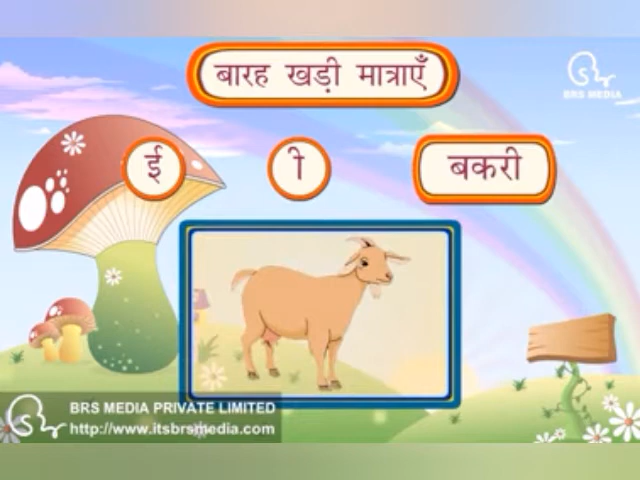 बारह खड़ी मात्राएँ
BRS MEDIA
ई
ी
बकरी
BRS MEDIA PRIVATE LIMITED
http://www.itsbrsmedia.com